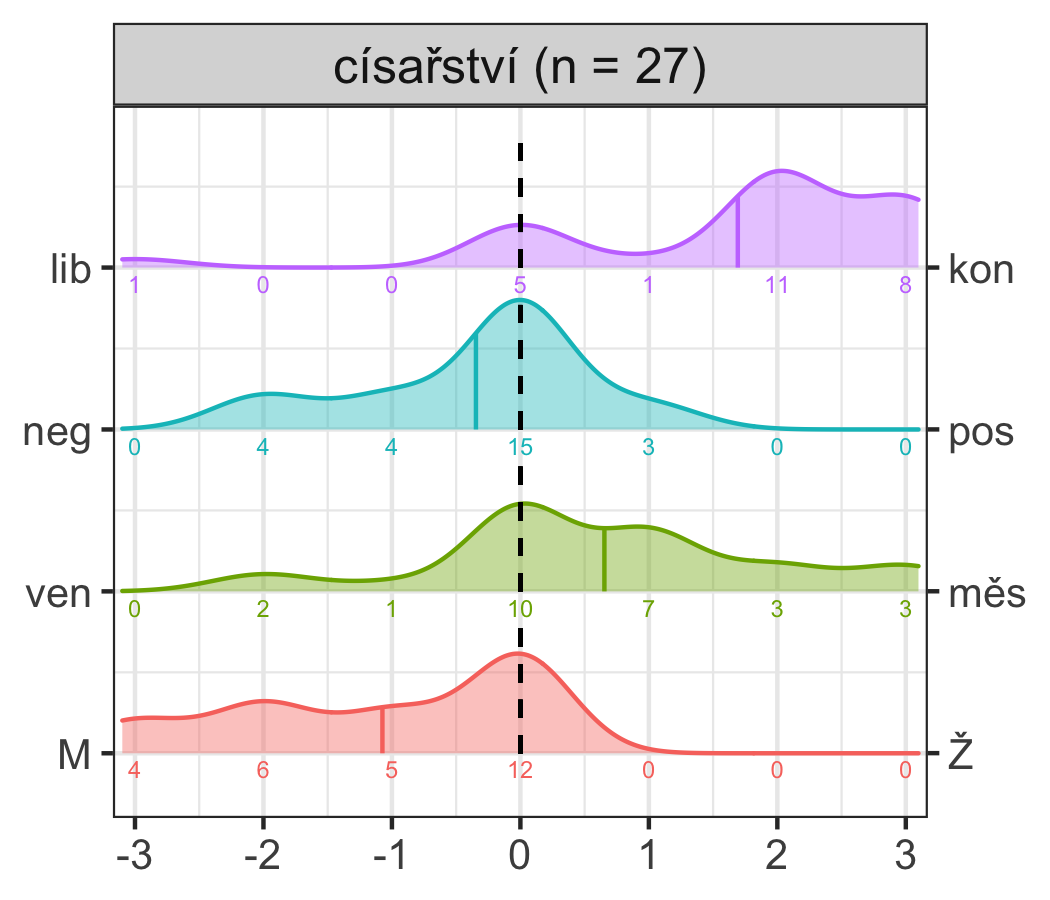 císařství (n = 27)
lib kon
1 0 0 5 1 11 8
neg pos
0 4 4 15 3 0 0
ven měs
0 2 1 10 7 3 3
M Ž
4 6 5 12 0 0 0
-3 -2 -1 0 1 2 3